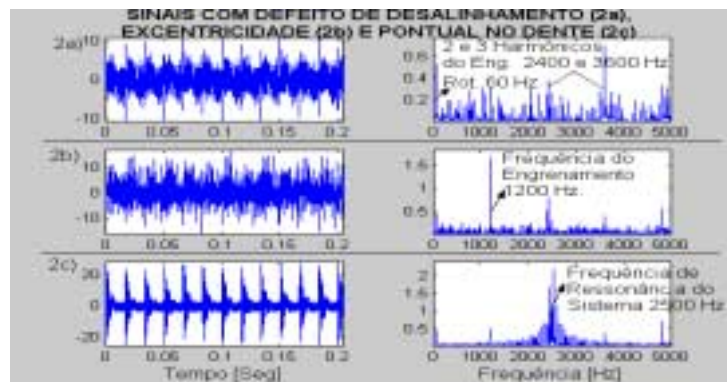 SINAIS COM DEFEITO DE DESALINHAMENTO (2a),
EXCENTRICIDADE (2b) E PONTUAL NO DENTE (2c)
2a) 10
0
-10
0 0.05 0.1 0.15 0.2
0.6
0.4
0.2
2 e 3 Harmônicos
do Eng. 2400 e 3600 Hz
Rot. 60 Hz
0 1000 2000 3000 4000 5000
2b)
10
0
-10
0 0.05 0.1 0.15 0.2
1.5
1
0.5
Frequência do
Engrenamento
1200 Hz.
0 1000 2000 3000 4000 5000
2c)
20
0
-20
0 0.05 0.1 0.15 0.2
Tempo [Seg]
2
1.5
1
0.5
Frequência de
Ressonância do
Sistema 2500 Hz
0 1000 2000 3000 4000 5000
Frequência [Hz]